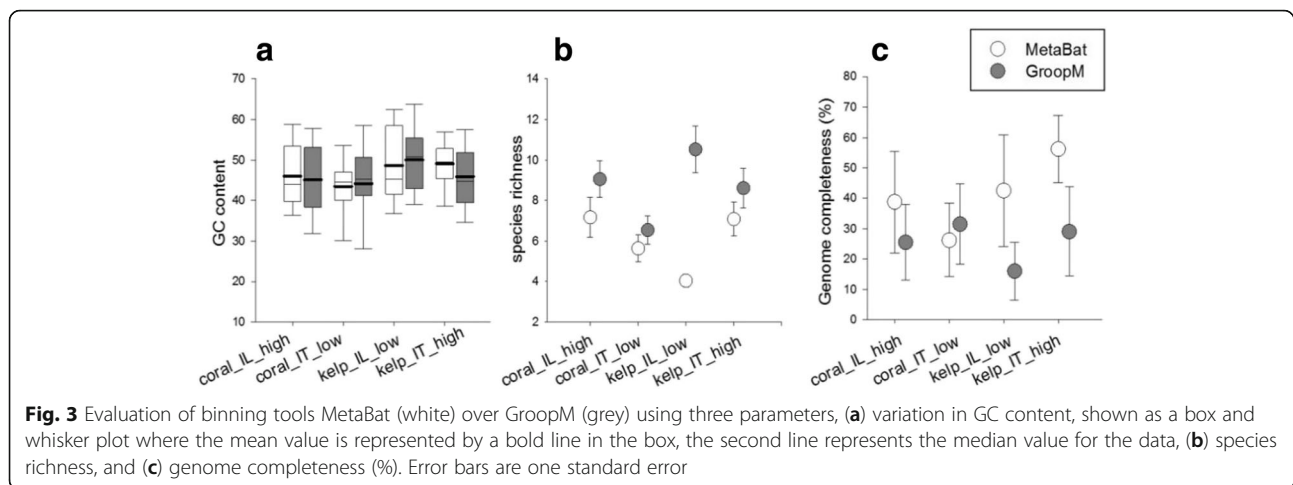 a
70
60
50
40
30
20
10
GC content
coral_IL_high
coral_IT_low
kelp_IL_low
kelp_IT_high
b
14
12
10
8
6
4
2
species richness
coral_IL_high
coral_IT_low
kelp_IL_low
kelp_IT_high
c
MetaBat
GroopM
80
70
60
50
40
30
20
10
0
Genome completeness (%)
coral_IL_high
coral_IT_low
kelp_IL_low
kelp_IT_high
Fig. 3 Evaluation of binning tools MetaBat (white) over GroopM (grey) using three parameters, (a) variation in GC content, shown as a box and
whisker plot where the mean value is represented by a bold line in the box, the second line represents the median value for the data, (b) species
richness, and (c) genome completeness (%). Error bars are one standard error